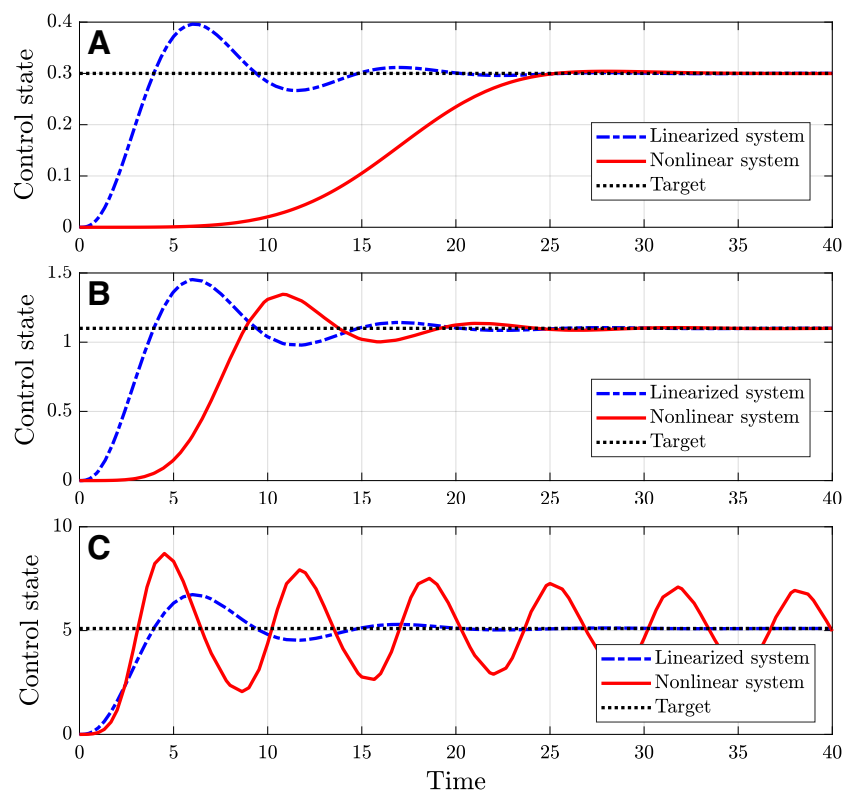 A
Control state
0.4
0.3
0.2
0.1
0
0 5 10 15 20 25 30 35 40
Linearized system
Nonlinear system
Target
B
Control state
1.5
1
0.5
0
0 5 10 15 20 25 30 35 40
Linearized system
Nonlinear system
Target
C
Control state
10
5
0
0 5 10 15 20 25 30 35 40
Linearized system
Nonlinear system
Target
Time